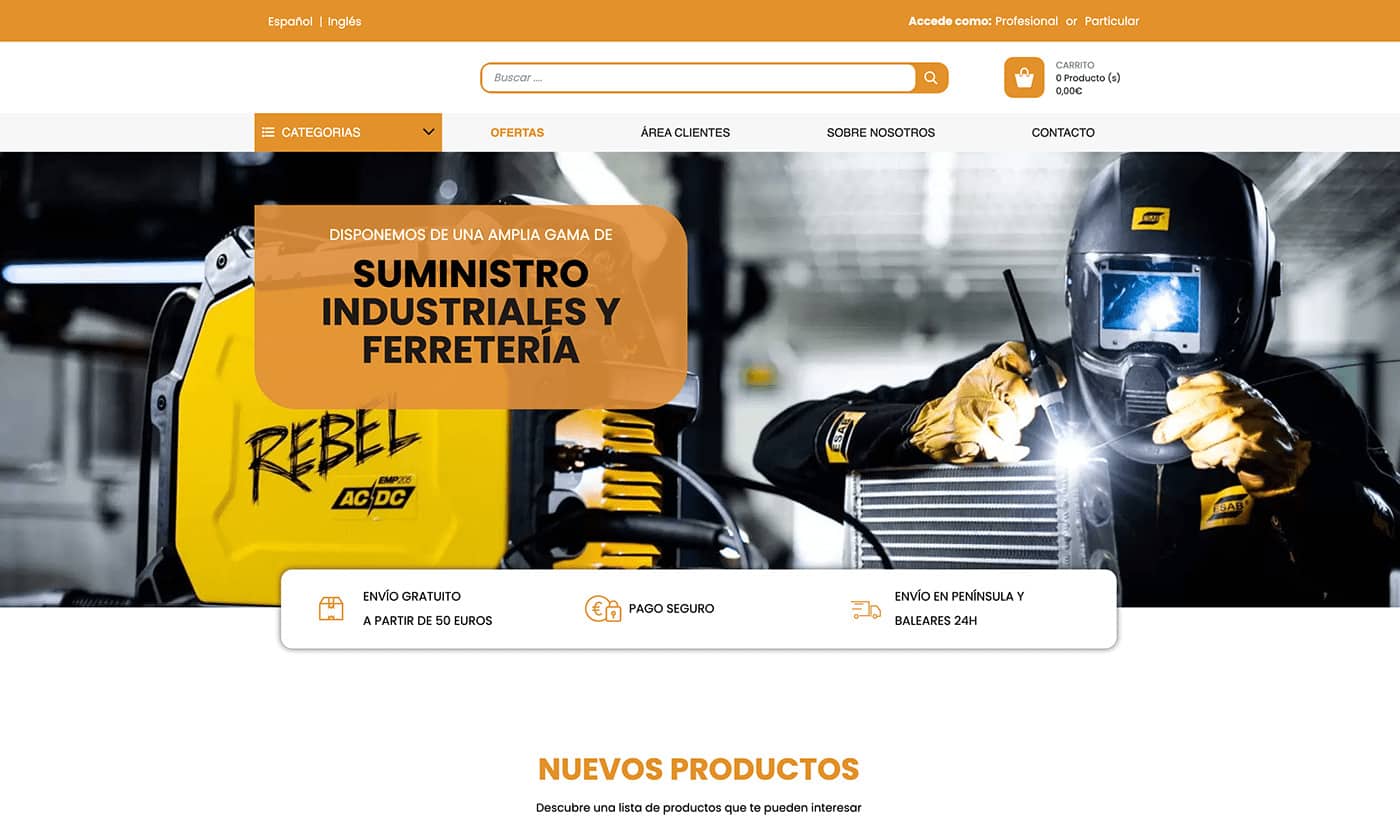 Español | Inglés
Accede como: Profesional or Particular
Buscar ....
CARRITO
0 Producto (s)
0,00€
CATEGORIAS
OFERTAS
ÁREA CLIENTES
SOBRE NOSOTROS
CONTACTO
DISPONEMOS DE UNA AMPLIA GAMA DE
SUMINISTRO
INDUSTRIALES Y
FERRETERÍA
REBEL
EMP205
AC/DC
ESAB
ESAB
ESAB
ENVÍO GRATUITO
A PARTIR DE 50 EUROS
PAGO SEGURO
ENVÍO EN PENÍNSULA Y
BALEARES 24H
NUEVOS PRODUCTOS
Descubre una lista de productos que te pueden interesar